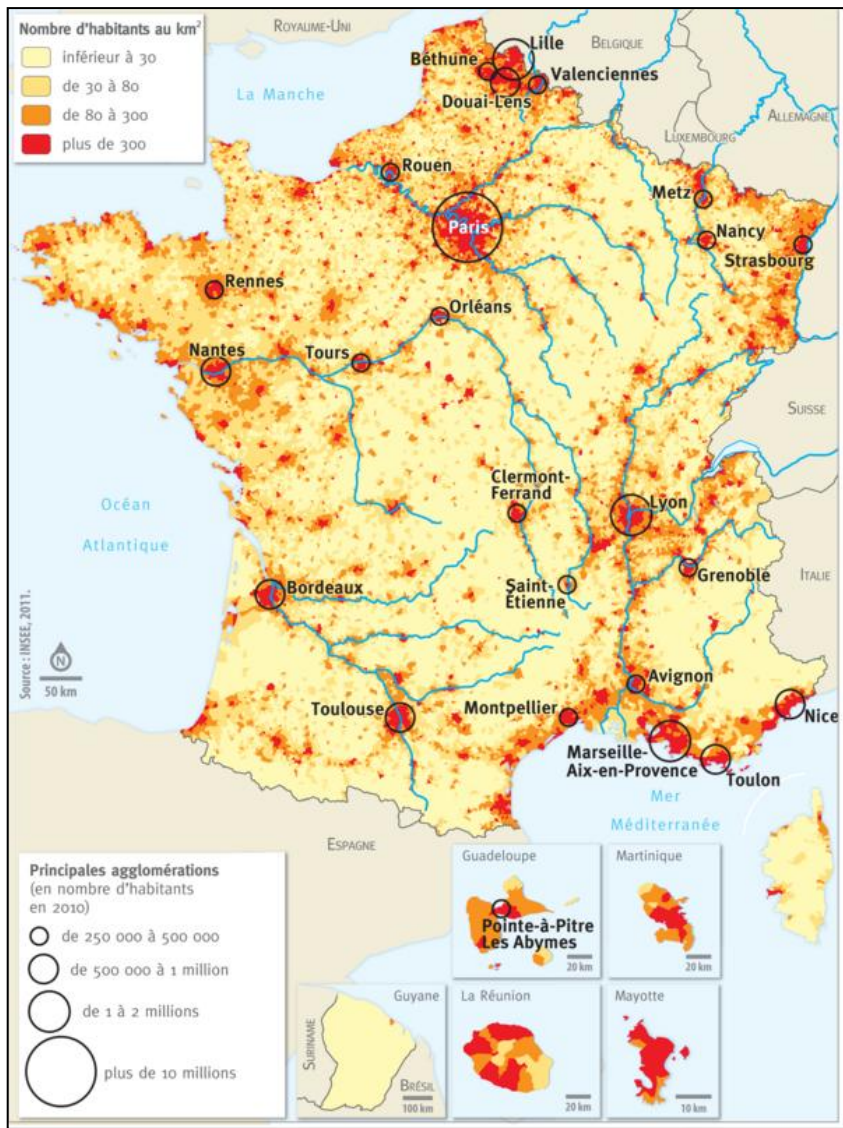 Nombre d'habitants au km²
inférieur à 30
de 30 à 80
de 80 à 300
plus de 300
ROYAUME-UNI
BELGIQUE
LUXEMBOURG
ALLEMAGNE
SUISSE
ITALIE
ESPAGNE
La Manche
Océan
Atlantique
Mer
Méditerranée
Lille
Béthune
Valenciennes
Douai-Lens
Rouen
Paris
Metz
Nancy
Strasbourg
Rennes
Orléans
Nantes
Tours
Clermont-
Ferrand
Lyon
Saint-
Étienne
Grenoble
Bordeaux
Avignon
Toulouse
Montpellier
Nice
Marseille-
Aix-en-Provence
Toulon
Source : INSEE, 2011.
N
50 km
Principales agglomérations
(en nombre d'habitants
en 2010)
de 250 000 à 500 000
de 500 000 à 1 million
de 1 à 2 millions
plus de 10 millions
Guadeloupe
Pointe-à-Pitre
Les Abymes
20 km
Martinique
20 km
Guyane
SURINAME
BRÉSIL
100 km
La Réunion
20 km
Mayotte
10 km